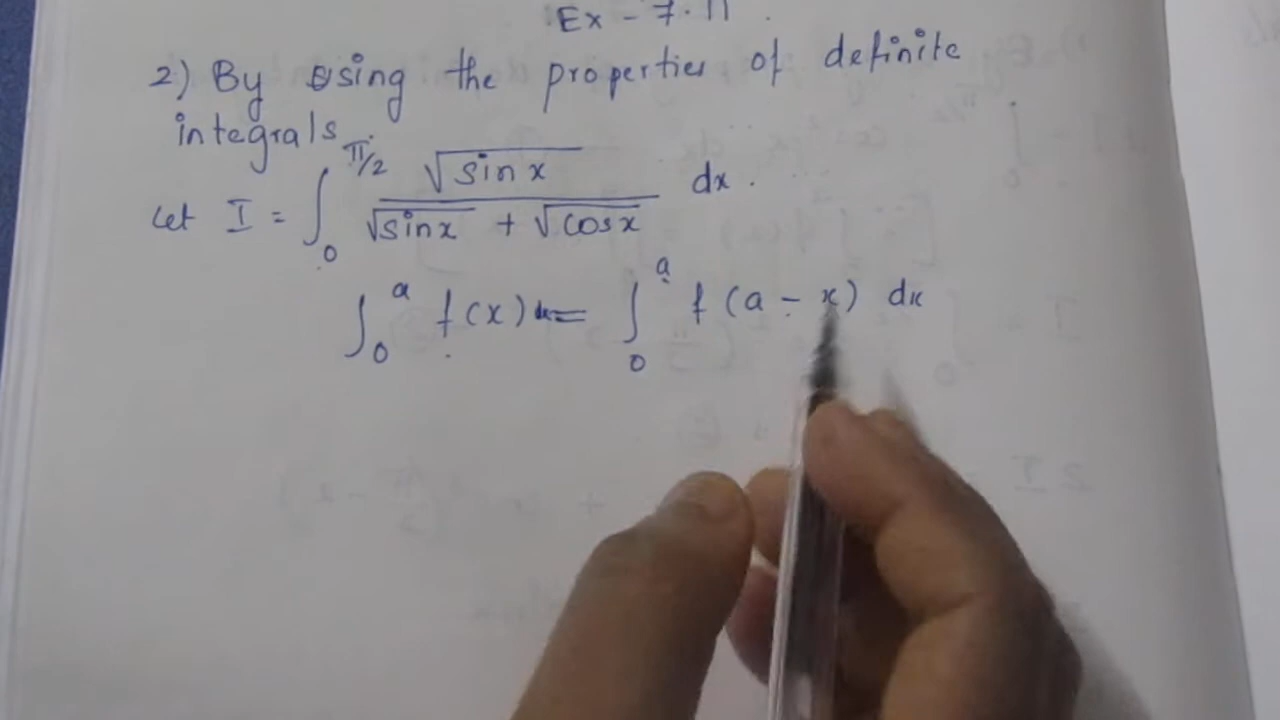 Ex - 7.11.
2) By using the properties of definite
integrals
Let I = ∫₀^π/2 √sin x / (√sin x + √cos x) dx.
∫₀^a f(x) dx = ∫₀^a f(a - x) dx